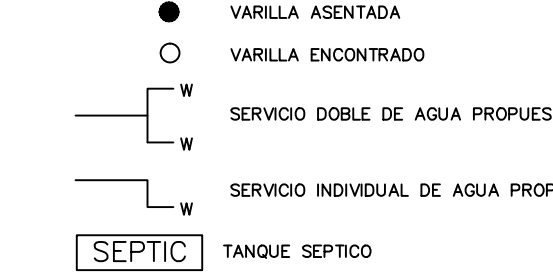 VARILLA ASENTADA
VARILLA ENCONTRADO
W
SERVICIO DOBLE DE AGUA PROPUES
W
SERVICIO INDIVIDUAL DE AGUA PROP
W
SEPTIC TANQUE SEPTICO